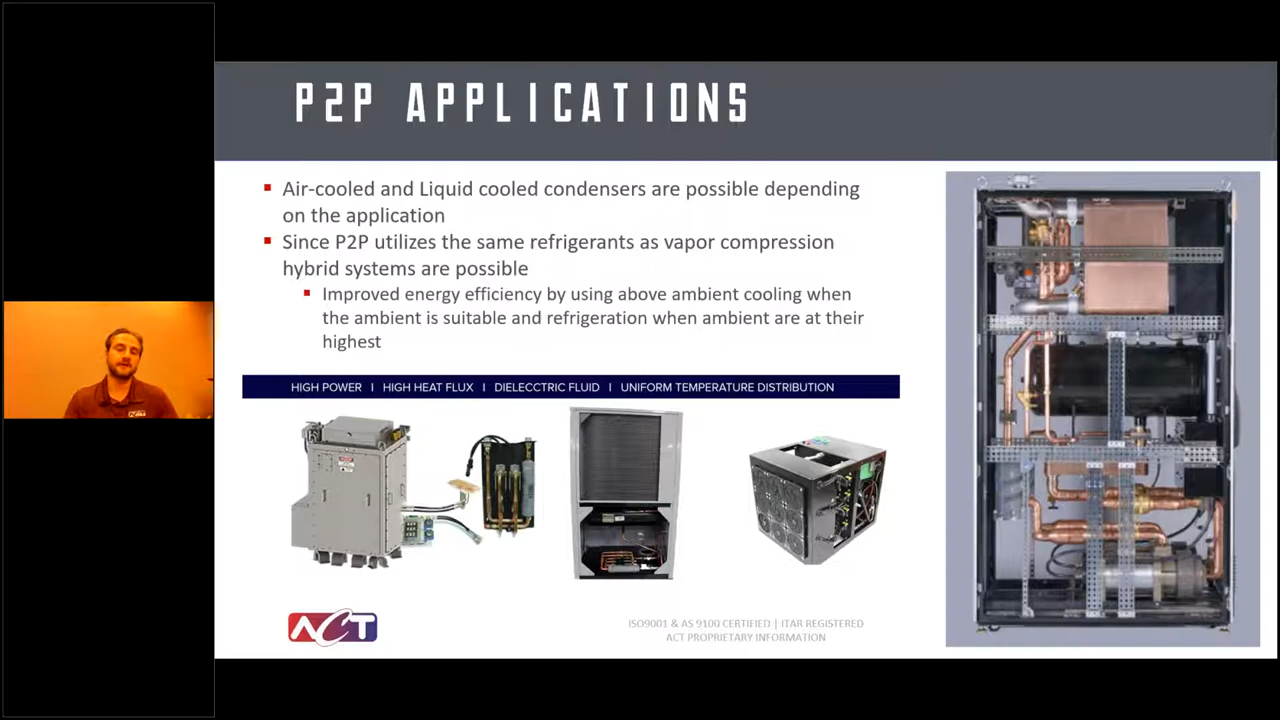 P2P APPLICATIONS
Air-cooled and Liquid cooled condensers are possible depending
on the application
Since P2P utilizes the same refrigerants as vapor compression
hybrid systems are possible
Improved energy efficiency by using above ambient cooling when
the ambient is suitable and refrigeration when ambient are at their
highest
HIGH POWER I HIGH HEAT FLUX I DIELECCTRIC FLUID I UNIFORM TEMPERATURE DISTRIBUTION
ACT
ISO9001 & AS 9100 CERTIFIED | ITAR REGISTERED
ACT PROPRIETARY INFORMATION
ACT